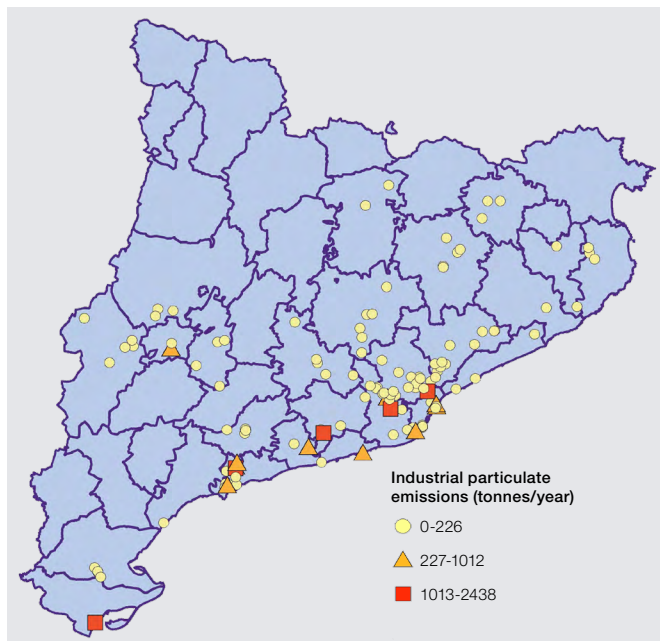 Industrial particulate
emissions (tonnes/year)
0-226
227-1012
1013-2438